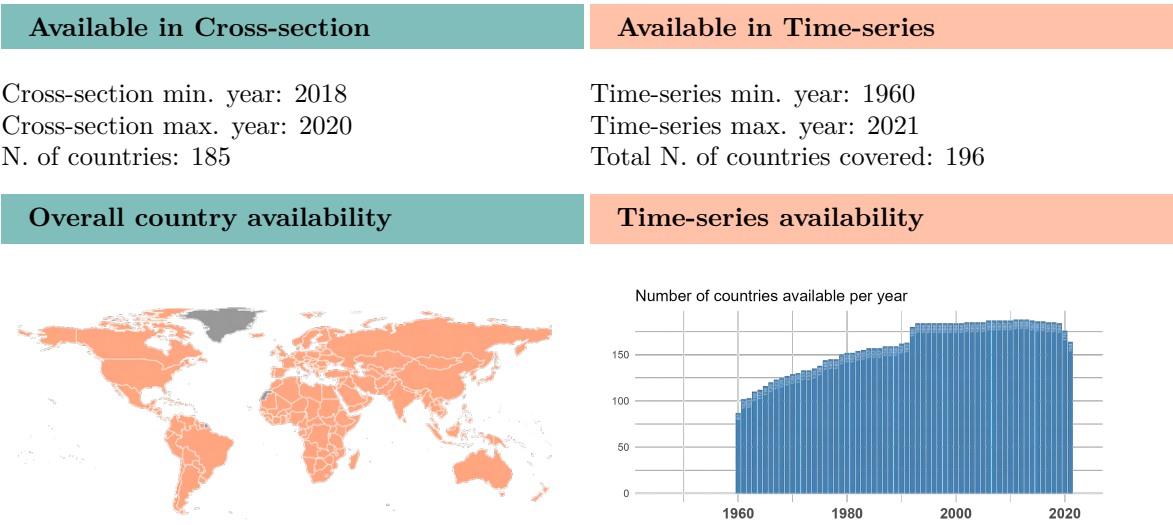 Available in Cross-section
Available in Time-series
Cross-section min. year: 2018
Cross-section max. year: 2020
N. of countries: 185
Time-series min. year: 1960
Time-series max. year: 2021
Total N. of countries covered: 196
Overall country availability
Time-series availability
Number of countries available per year
150
100
50
0
1960 1980 2000 2020